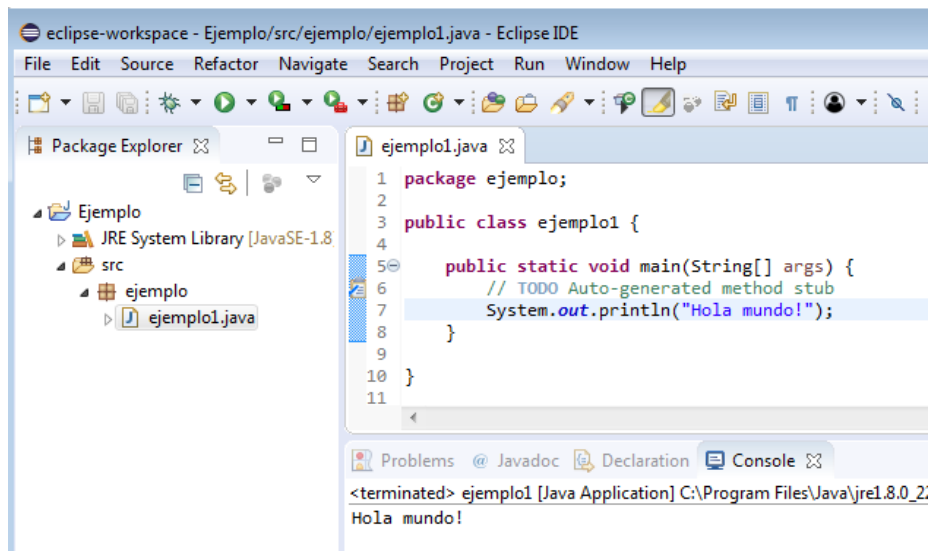 eclipse-workspace - Ejemplo/src/ejemplo/ejemplo1.java - Eclipse IDE
File Edit Source Refactor Navigate Search Project Run Window Help
Package Explorer
Ejemplo
JRE System Library [JavaSE-1.8
src
ejemplo
ejemplo1.java
ejemplo1.java
1 package ejemplo;
2
3 public class ejemplo1 {
4
5 public static void main(String[] args) {
6 // TODO Auto-generated method stub
7 System.out.println("Hola mundo!");
8 }
9
10 }
11
Problems @ Javadoc Declaration Console
<terminated> ejemplo1 [Java Application] C:\Program Files\Java\jre1.8.0_22
Hola mundo!